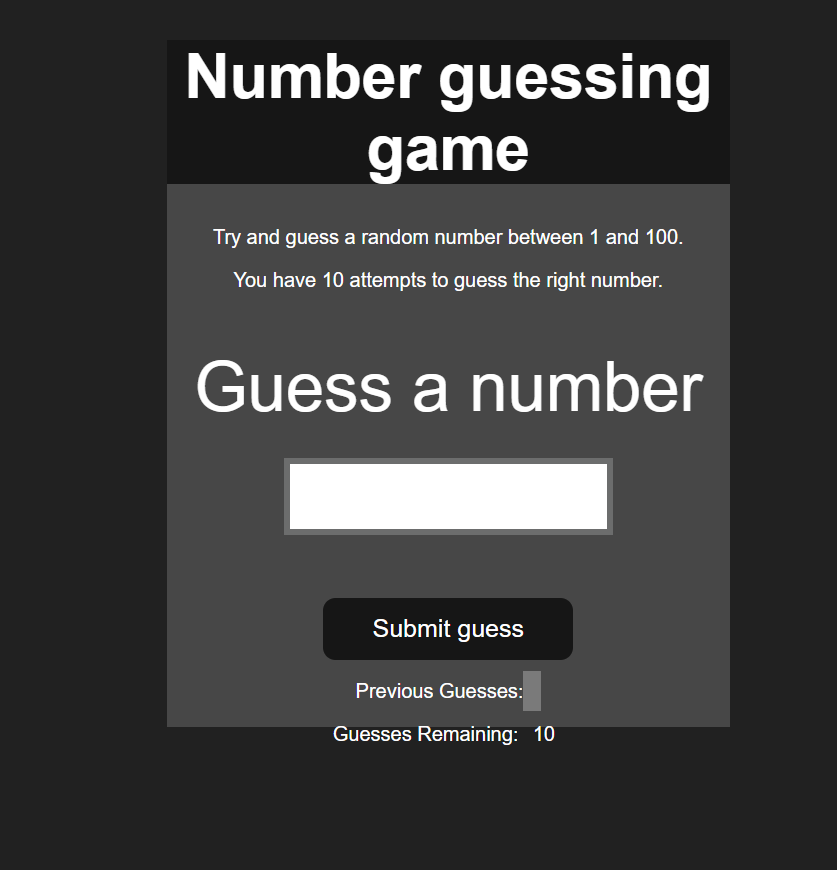 Number guessing
game
Try and guess a random number between 1 and 100.
You have 10 attempts to guess the right number.
Guess a number
Submit guess
Previous Guesses:
Guesses Remaining: 10